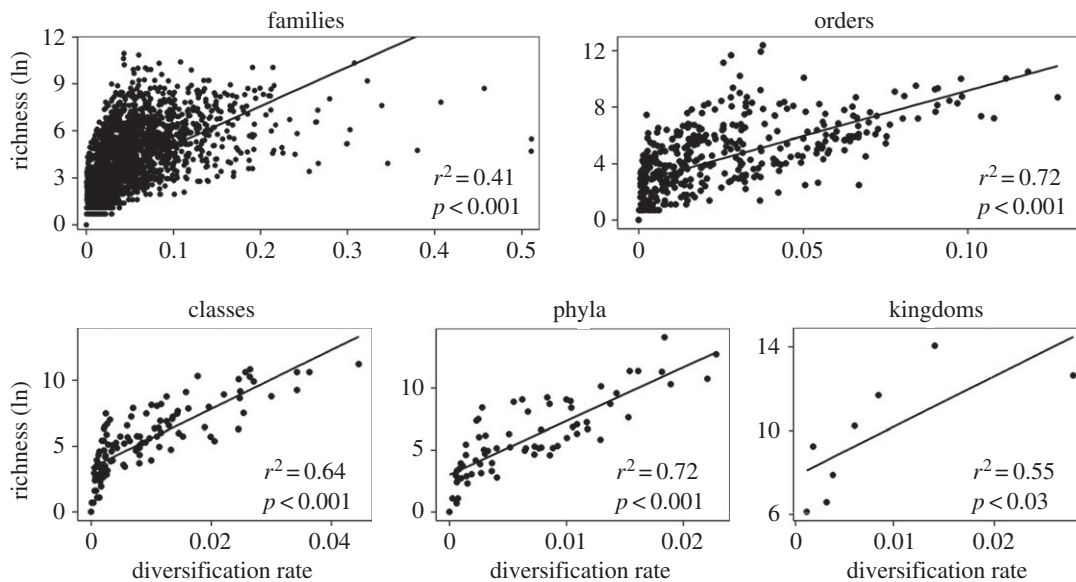 families
orders
richness (ln)
12
9
6
3
0
0 0.1 0.2 0.3 0.4 0.5
r² = 0.41
p < 0.001
12
8
4
0
0 0.05 0.10
r² = 0.72
p < 0.001
classes
phyla
kingdoms
richness (ln)
10
5
0
0 0.02 0.04
r² = 0.64
p < 0.001
diversification rate
10
5
0
0 0.01 0.02
r² = 0.72
p < 0.001
diversification rate
14
10
6
0.01 0.02
r² = 0.55
p < 0.03
diversification rate